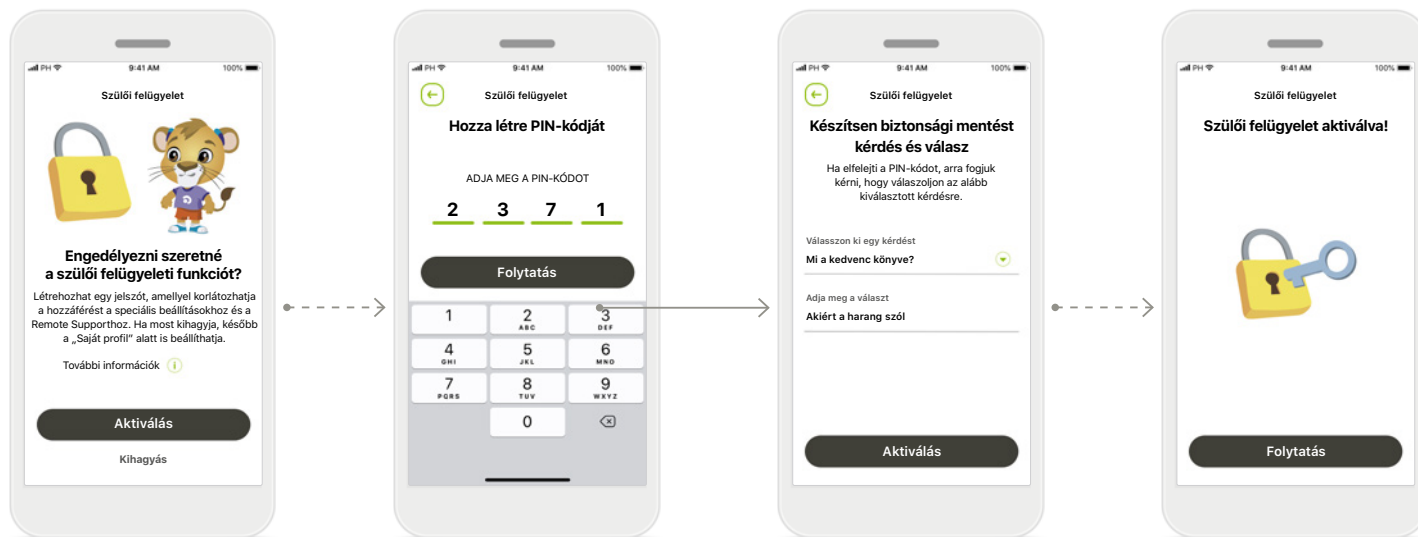 PH 9:41 AM 100%
Szülői felügyelet
Engedélyezni szeretné
a szülői felügyeleti funkciót?
Létrehozhat egy jelszót, amellyel korlátozhatja
a hozzáférést a speciális beállításokhoz és a
Remote Supporthoz. Ha most kihagyja, később
a „Saját profil” alatt is beállíthatja.
További információk i
Aktiválás
Kihagyás
PH 9:41 AM 100%
Szülői felügyelet
Hozza létre PIN-kódját
ADJA MEG A PIN-KÓDOT
2 3 7 1
Folytatás
1 2 3
ABC DEF
4 5 6
GHI JKL MNO
7 8 9
PQRS TUV WXYZ
0
PH 9:41 AM 100%
Szülői felügyelet
Készítsen biztonsági mentést
kérdés és válasz
Ha elfelejti a PIN-kódot, arra fogjuk
kérni, hogy válaszoljon az alább
kiválasztott kérdésre.
Válasszon ki egy kérdést
Mi a kedvenc könyve?
Adja meg a választ
Akiért a harang szól
Aktiválás
PH 9:41 AM 100%
Szülői felügyelet
Szülői felügyelet aktiválva!
Folytatás